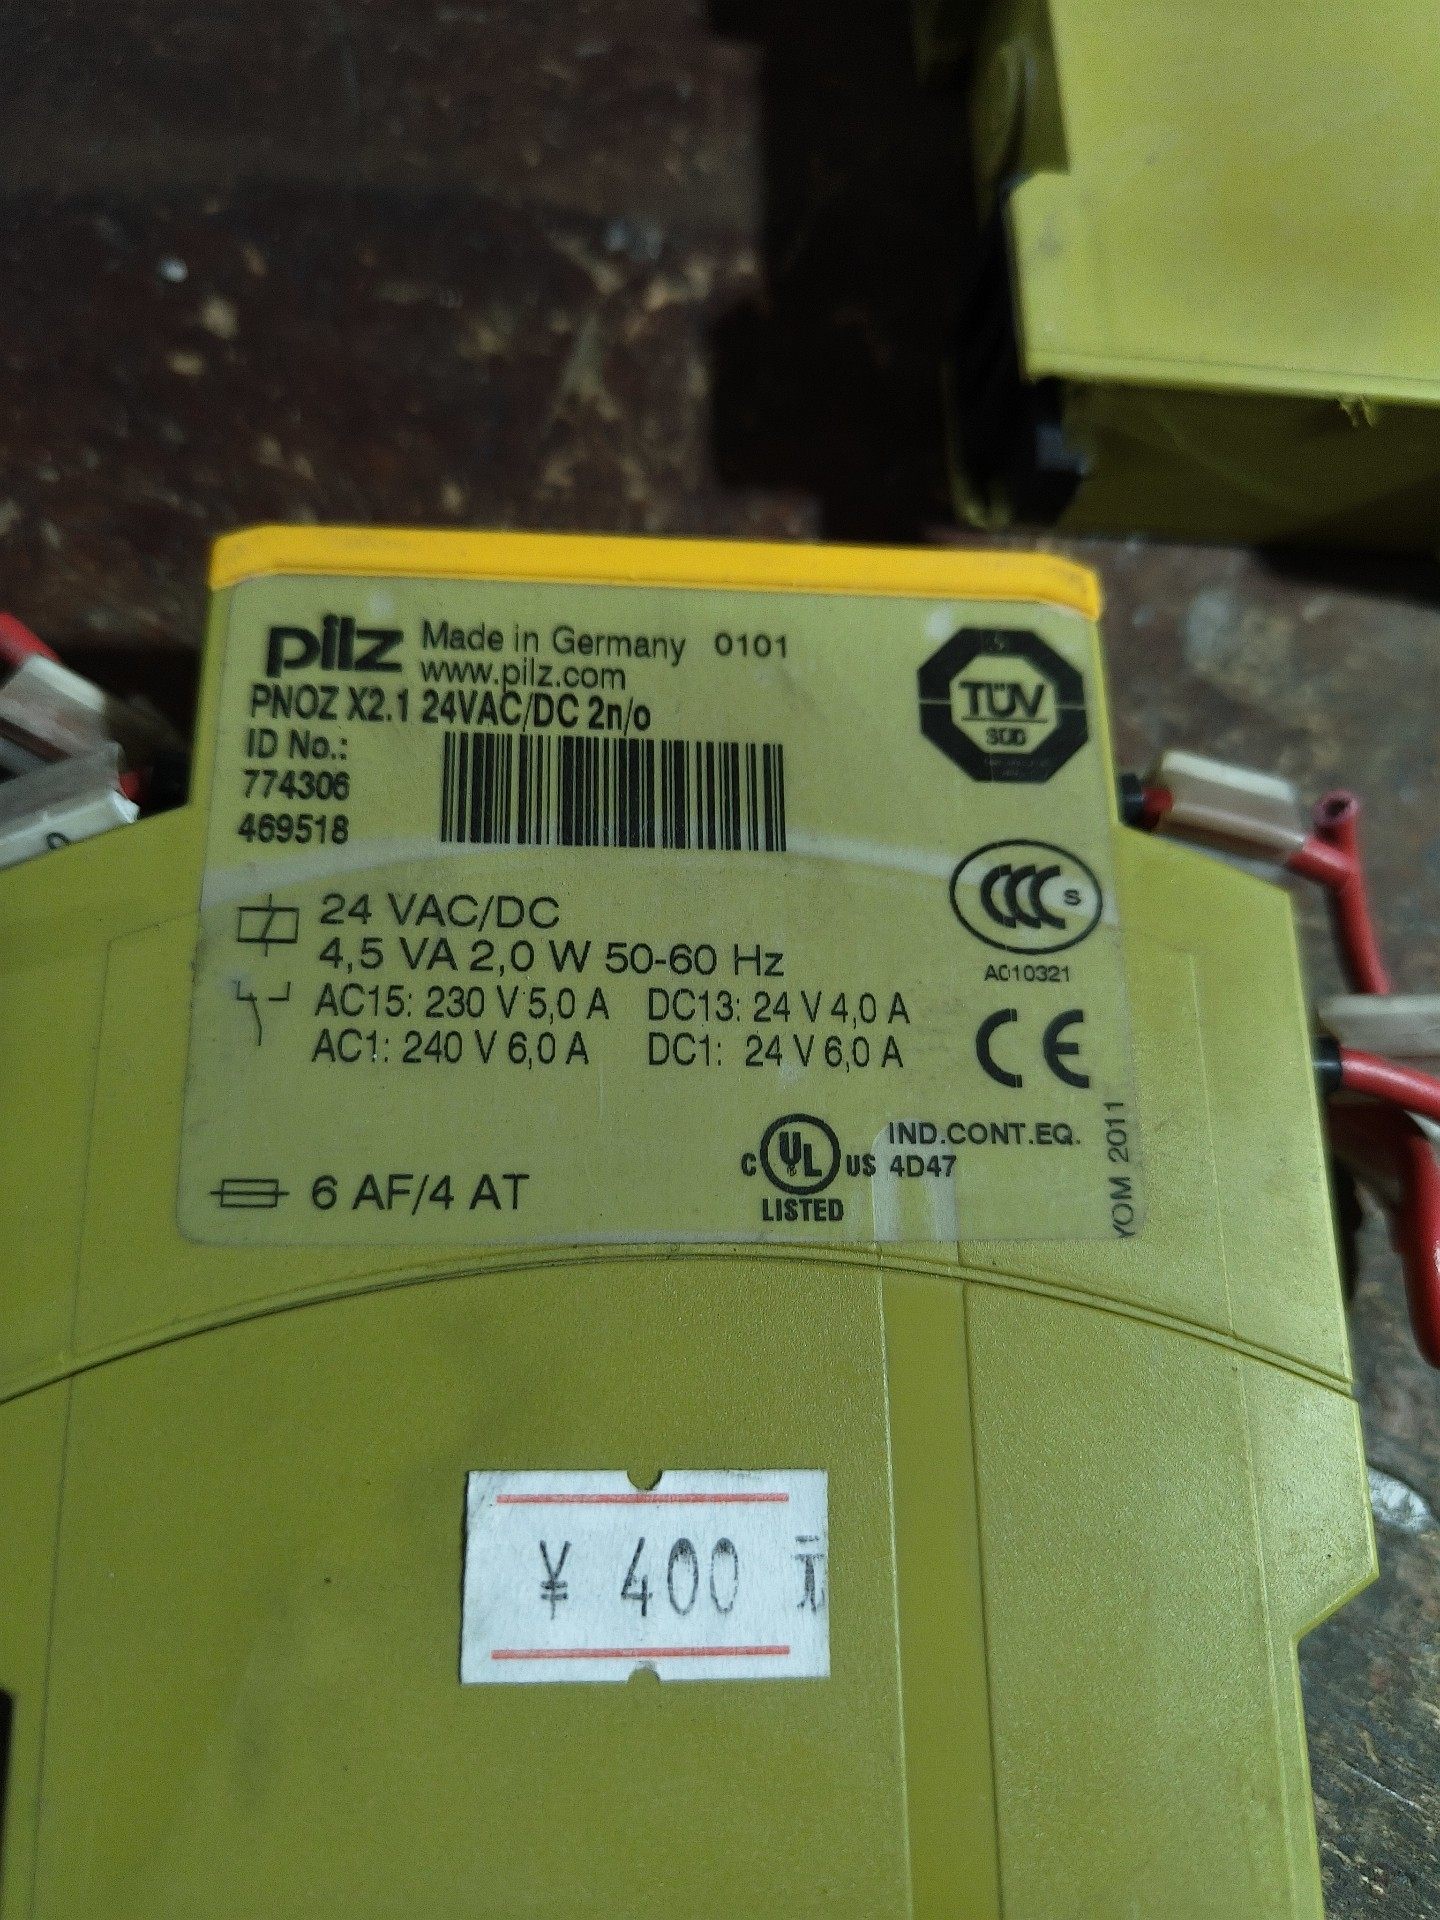 pilz Made in Germany 0101
www.pilz.com
PNOZ X2.1 24VAC/DC 2n/o
ID No.:
774306
469518
TÜV
SÜD
24 VAC/DC
4,5 VA 2,0 W 50-60 Hz
AC15: 230 V 5,0 A DC13: 24 V 4,0 A
AC1: 240 V 6,0 A DC1: 24 V 6,0 A
CCC S
A010321
CE
6 AF/4 AT
C UL US IND.CONT.EQ.
4D47
LISTED
YOM 2011
¥ 400 元